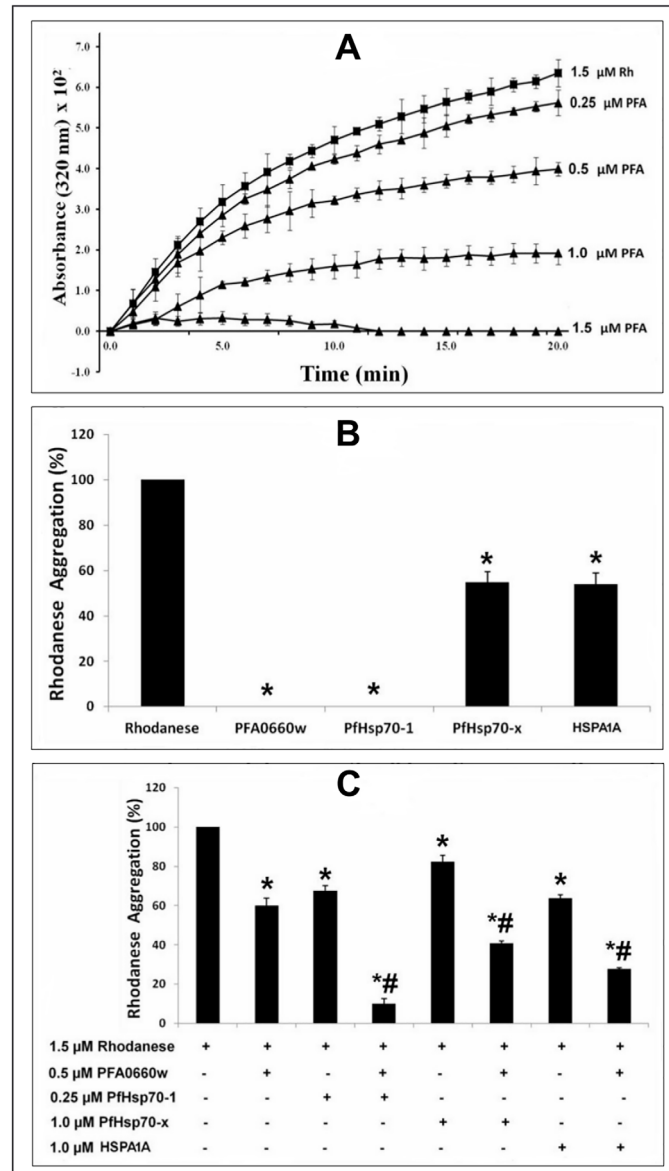 A
Absorbance (320 nm) x 10²
7.0
6.0
5.0
4.0
3.0
2.0
1.0
0.0
-1.0
0.0
5.0
10.0
15.0
20.0
Time (min)
1.5 µM Rh
0.25 µM PFA
0.5 µM PFA
1.0 µM PFA
1.5 µM PFA
B
Rhodanese Aggregation (%)
120
100
80
60
40
20
0
*
*
*
*
Rhodanese PFA0660w PfHsp70-1 PfHsp70-x HSPA1A
C
Rhodanese Aggregation (%)
120
100
80
60
40
20
0
*
*
*#
*
*#
*
*#
1.5 µM Rhodanese + + + + + + + +
0.5 µM PFA0660w - + - + - + - +
0.25 µM PfHsp70-1 - - + + - - - -
1.0 µM PfHsp70-x - - - - + + - -
1.0 µM HSPA1A - - - - - - + +